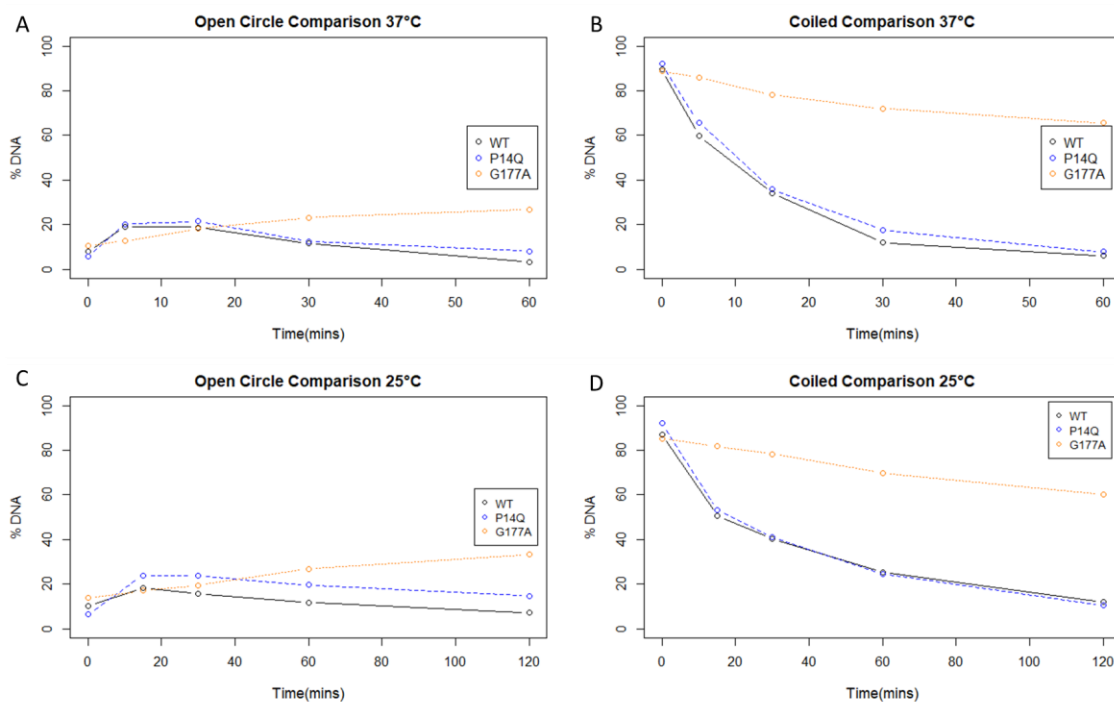 A
Open Circle Comparison 37°C
% DNA
100
80
60
40
20
0
WT
P14Q
G177A
0 10 20 30 40 50 60
Time(mins)
B
Coiled Comparison 37°C
% DNA
100
80
60
40
20
0
WT
P14Q
G177A
0 10 20 30 40 50 60
Time(mins)
C
Open Circle Comparison 25°C
% DNA
100
80
60
40
20
0
WT
P14Q
G177A
0 20 40 60 80 100 120
Time(mins)
D
Coiled Comparison 25°C
% DNA
100
80
60
40
20
0
WT
P14Q
G177A
0 20 40 60 80 100 120
Time(mins)